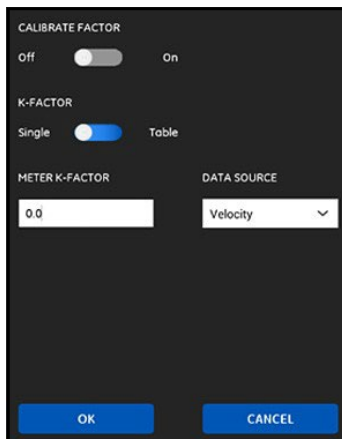 CALIBRATE FACTOR
Off On
K-FACTOR
Single Table
METER K-FACTOR DATA SOURCE
0.0 Velocity
OK CANCEL